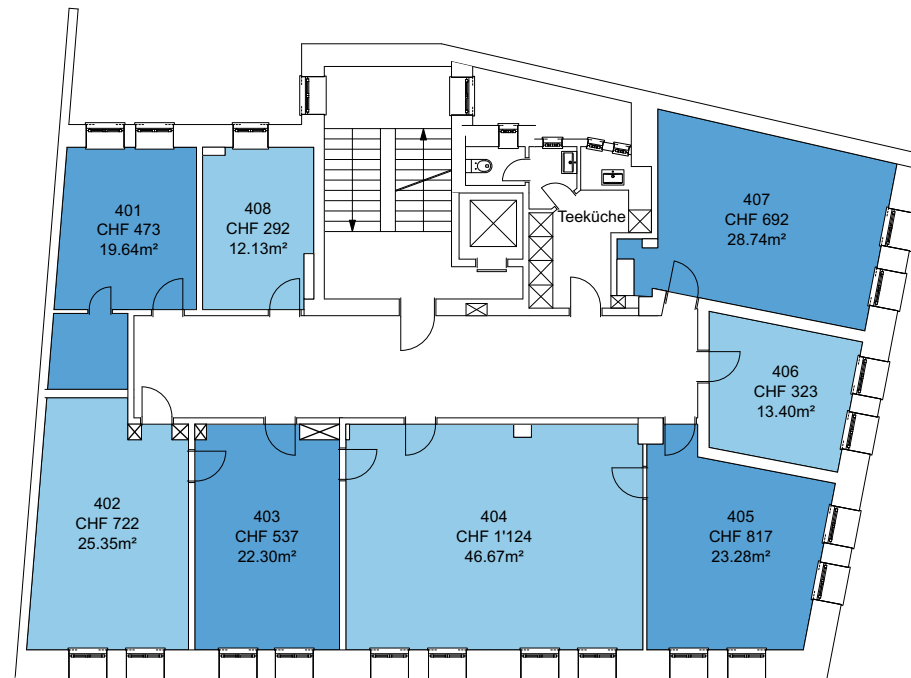 401
CHF 473
19.64m²
408
CHF 292
12.13m²
Teeküche
407
CHF 692
28.74m²
406
CHF 323
13.40m²
402
CHF 722
25.35m²
403
CHF 537
22.30m²
404
CHF 1'124
46.67m²
405
CHF 817
23.28m²